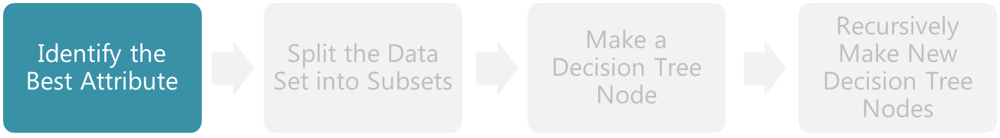 Identify the
Best Attribute
Split the Data
Set into Subsets
Make a
Decision Tree
Node
Recursively
Make New
Decision Tree
Nodes